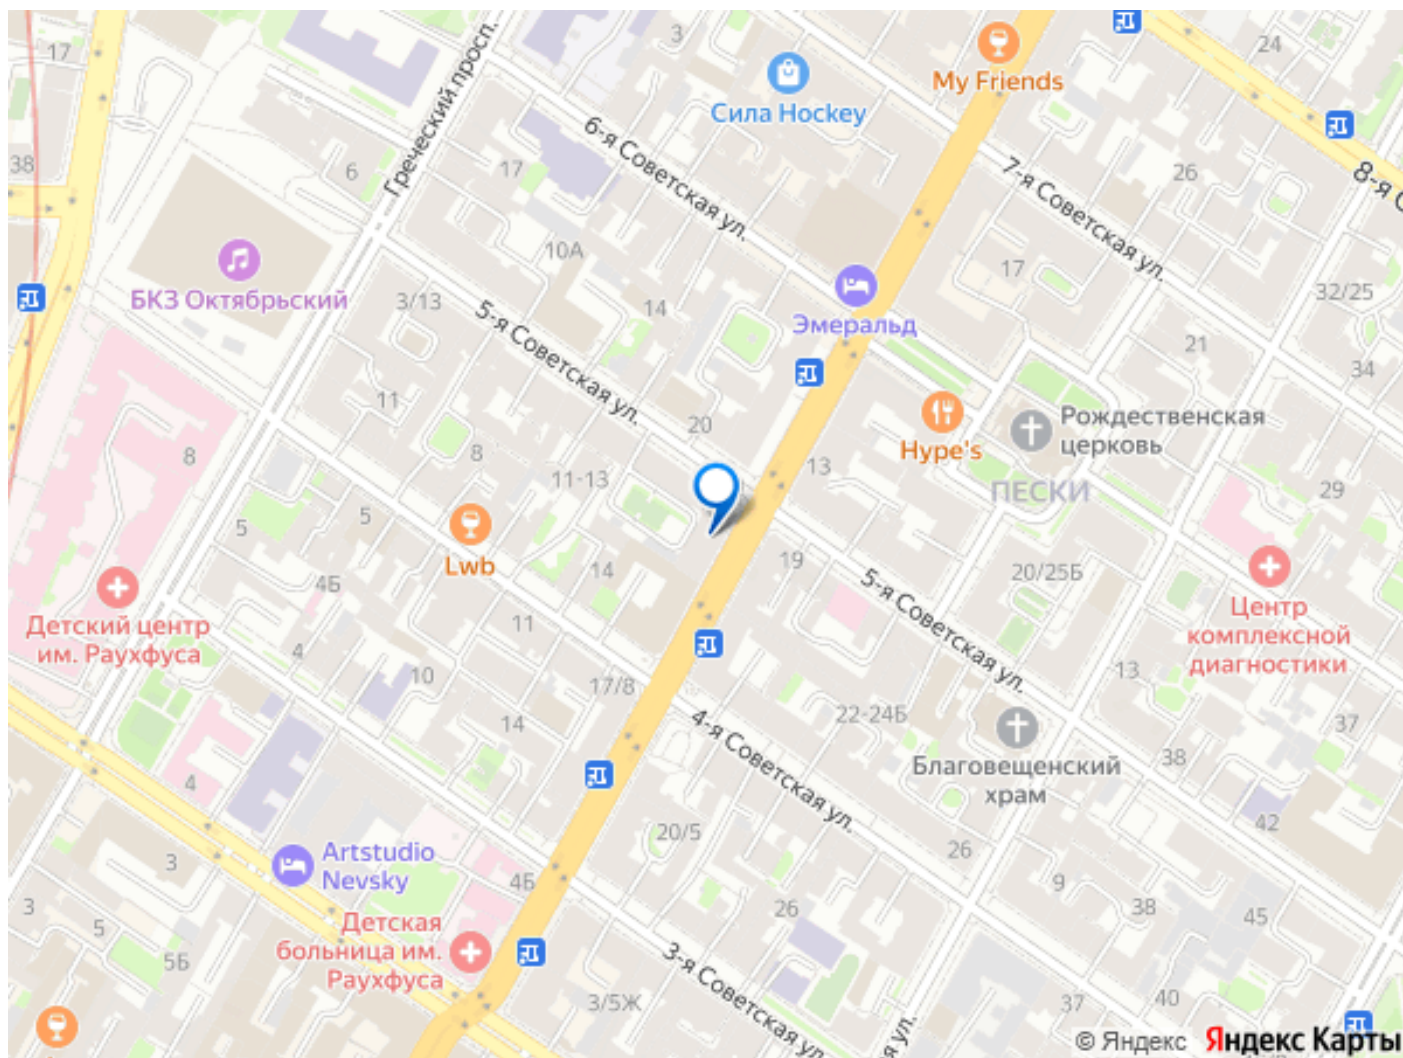 17
3
24
My Friends
Сила Hockey
Греческий просп.
38
6
17
6-я Советская ул.
7-я Советская ул.
26
8-я С
10А
БКЗ Октябрьский
3/13
14
Эмеральд
17
32/25
5-я Советская ул.
21
34
11
20
Hype's
Рождественская
церковь
8
8
11-13
13
ПЕСКИ
29
5
5
Lwb
4Б
14
19
5-я Советская ул.
20/25Б
Центр
комплексной
диагностики
Детский центр
им. Раухфуса
4
11
10
17/8
13
14
4-я Советская ул.
22-24Б
37
38
Благовещенский
храм
4
42
20/5
26
3
Artstudio
Nevsky
4Б
9
38
45
3
5
5Б
Детская
больница им.
Раухфуса
26
3-я Советская ул.
3/5Ж
37
40
ул.
© Яндекс Яндекс Карты